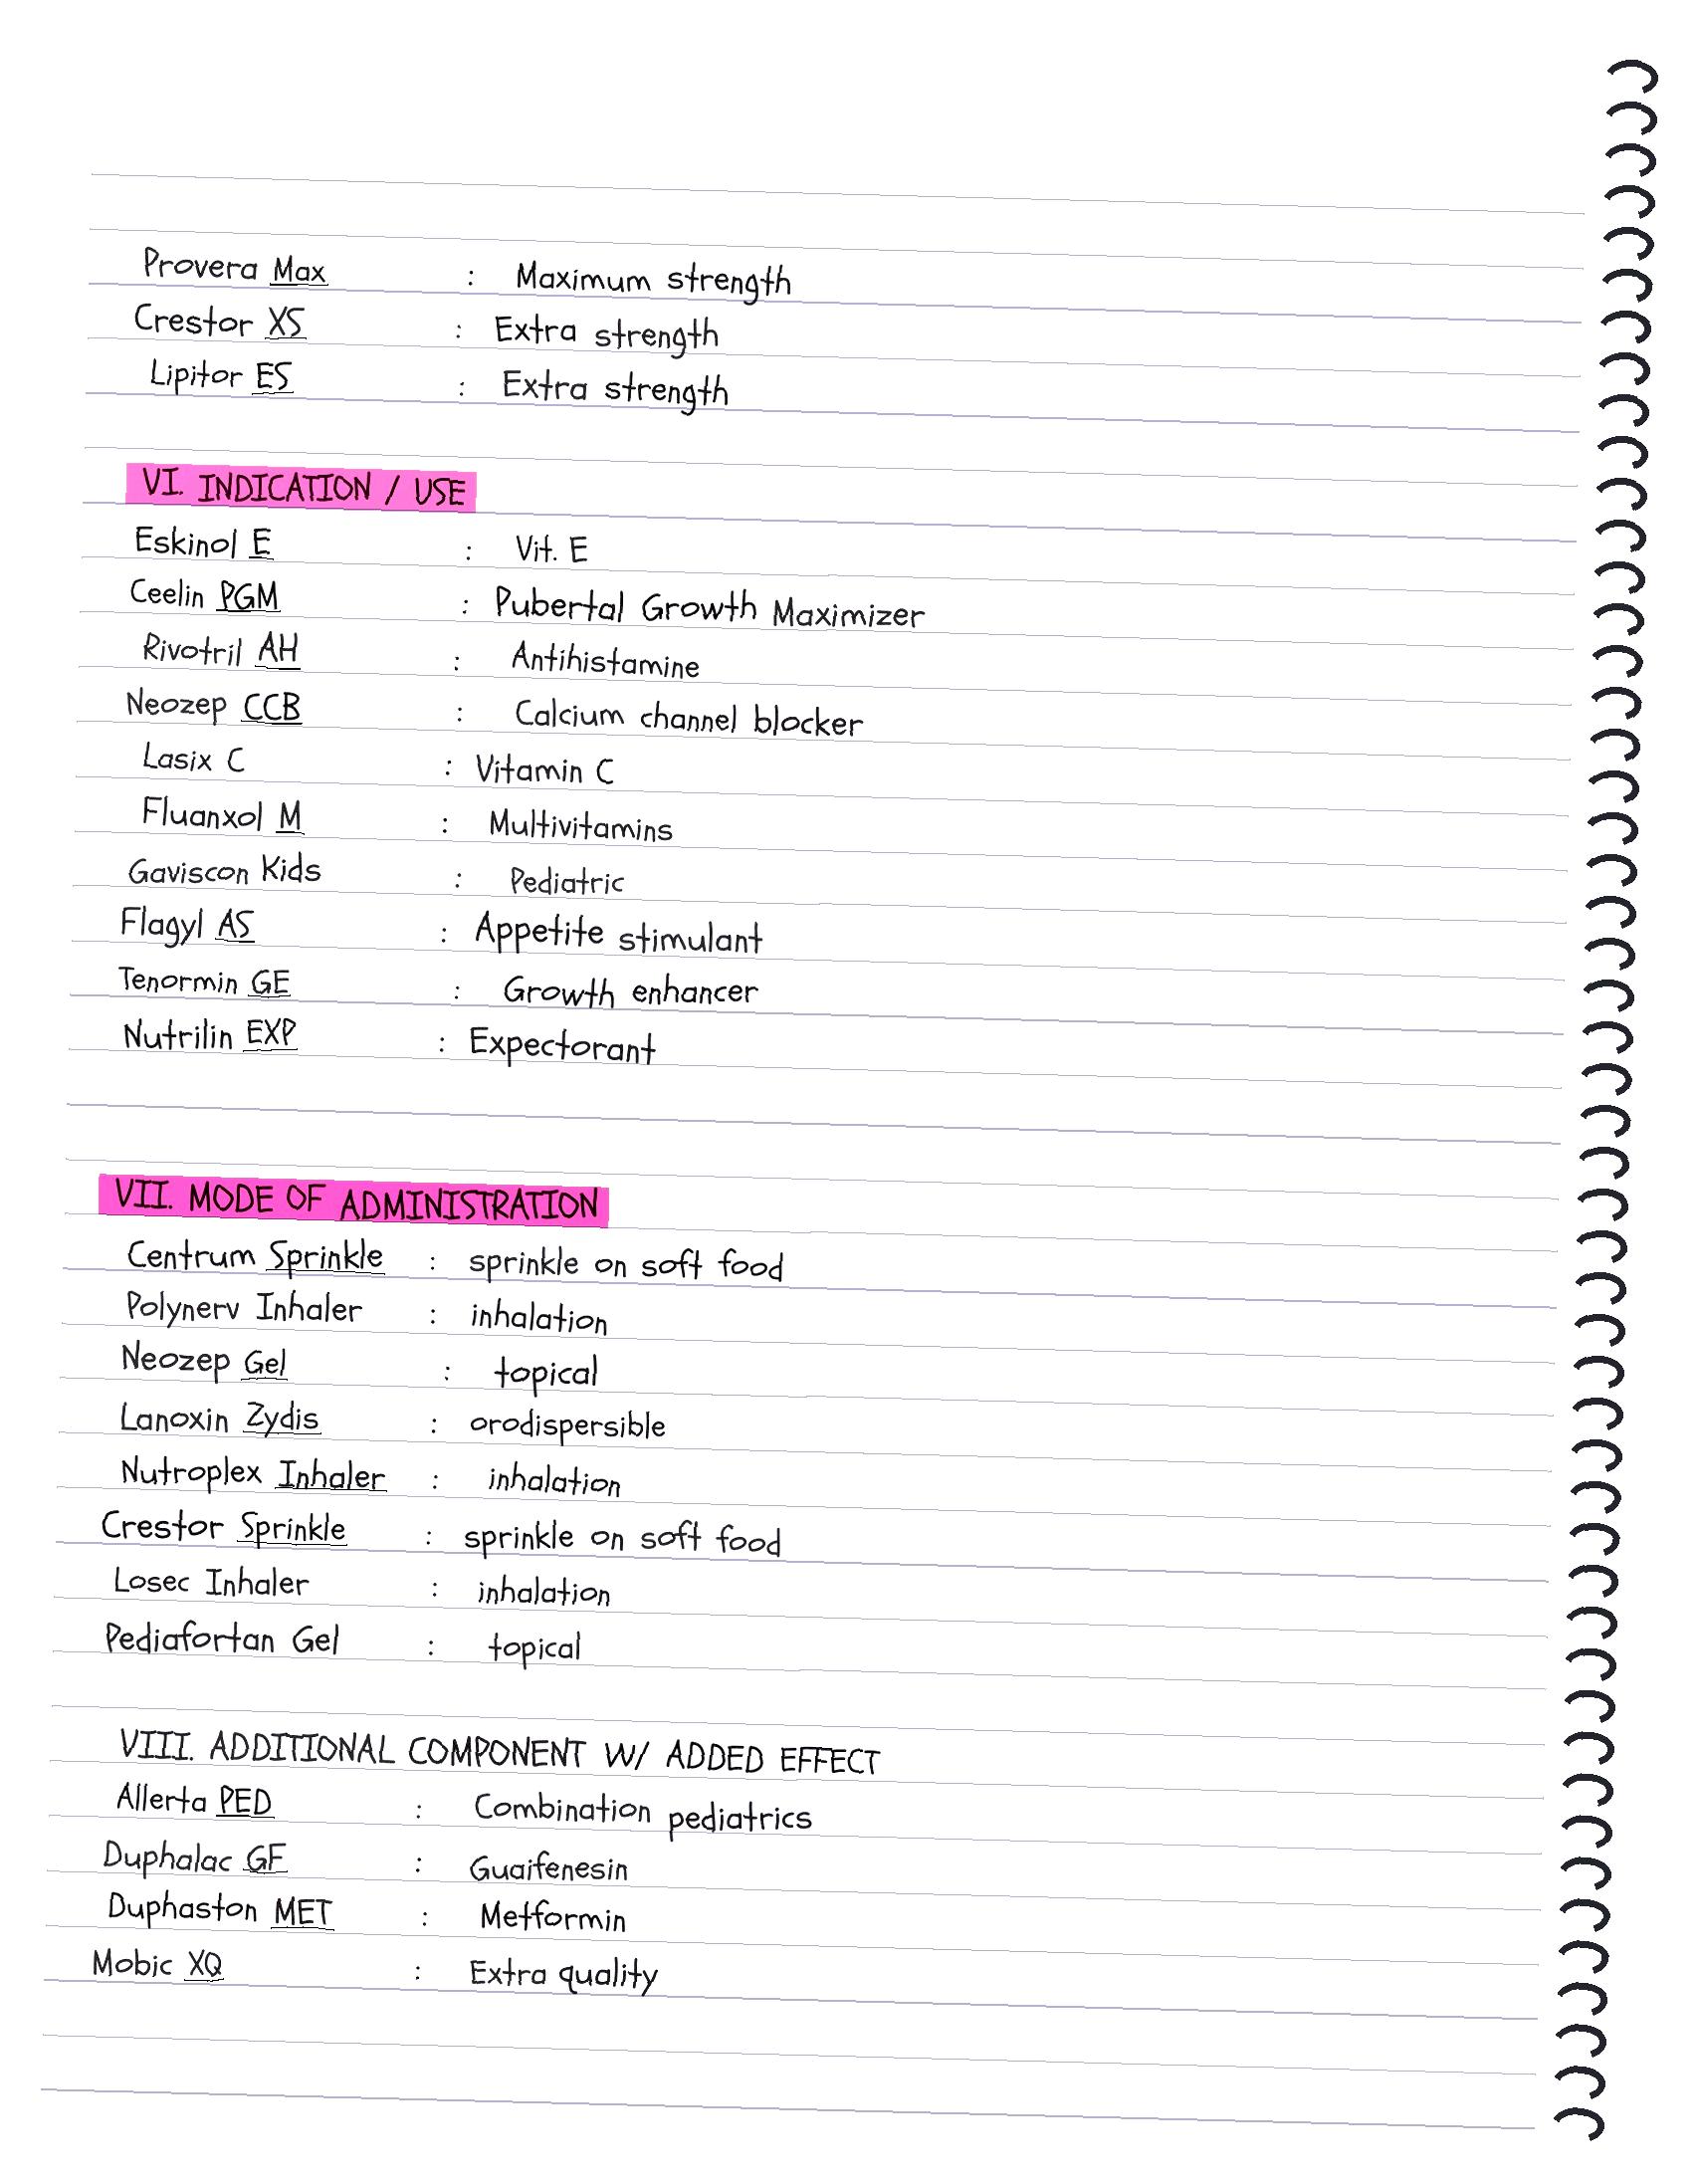 Provera Max : Maximum strength
Crestor XS : Extra strength
Lipitor ES : Extra strength
VI. INDICATION / USE
Eskinol E : Vit. E
Ceelin PGM : Pubertal Growth Maximizer
Rivotril AH : Antihistamine
Neozep CCB : Calcium channel blocker
Lasix C : Vitamin C
Fluanxol M : Multivitamins
Gaviscon Kids : Pediatric
Flagyl AS : Appetite stimulant
Tenormin GE : Growth enhancer
Nutrilin EXP : Expectorant
VII. MODE OF ADMINISTRATION
Centrum Sprinkle : sprinkle on soft food
Polynerv Inhaler : inhalation
Neozep Gel : topical
Lanoxin Zydis : orodispersible
Nutroplex Inhaler : inhalation
Crestor Sprinkle : sprinkle on soft food
Losec Inhaler : inhalation
Pediafortan Gel : topical
VIII. ADDITIONAL COMPONENT W/ ADDED EFFECT
Allerta PED : Combination pediatrics
Duphalac GF : Guaifenesin
Duphaston MET : Metformin
Mobic XQ : Extra quality